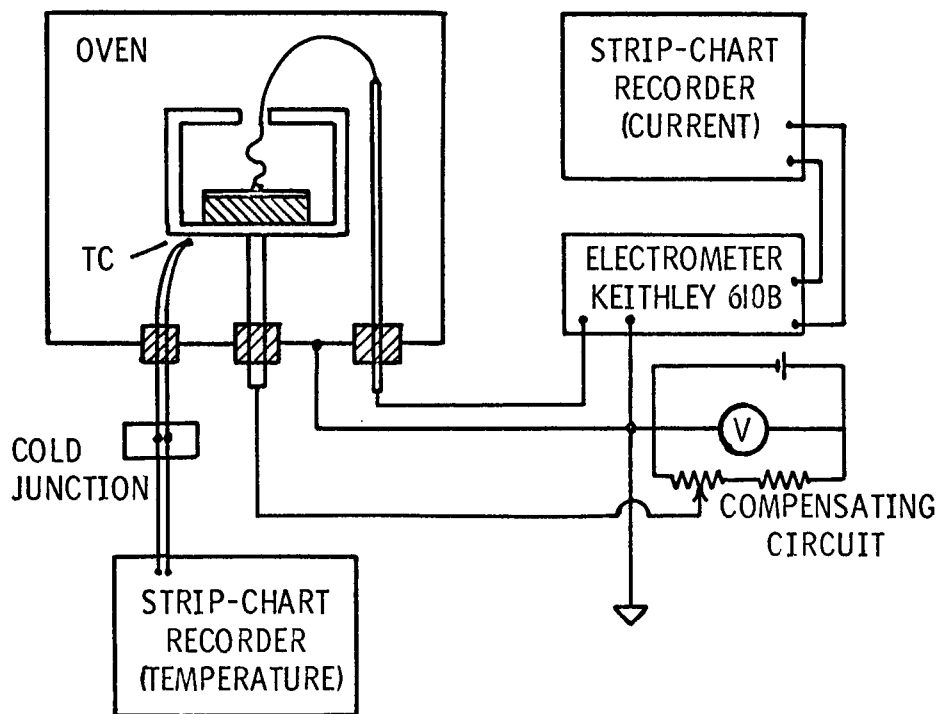 OVEN
STRIP-CHART
RECORDER
(CURRENT)
TC
ELECTROMETER
KEITHLEY 610B
V
COLD
JUNCTION
COMPENSATING
CIRCUIT
STRIP-CHART
RECORDER
(TEMPERATURE)